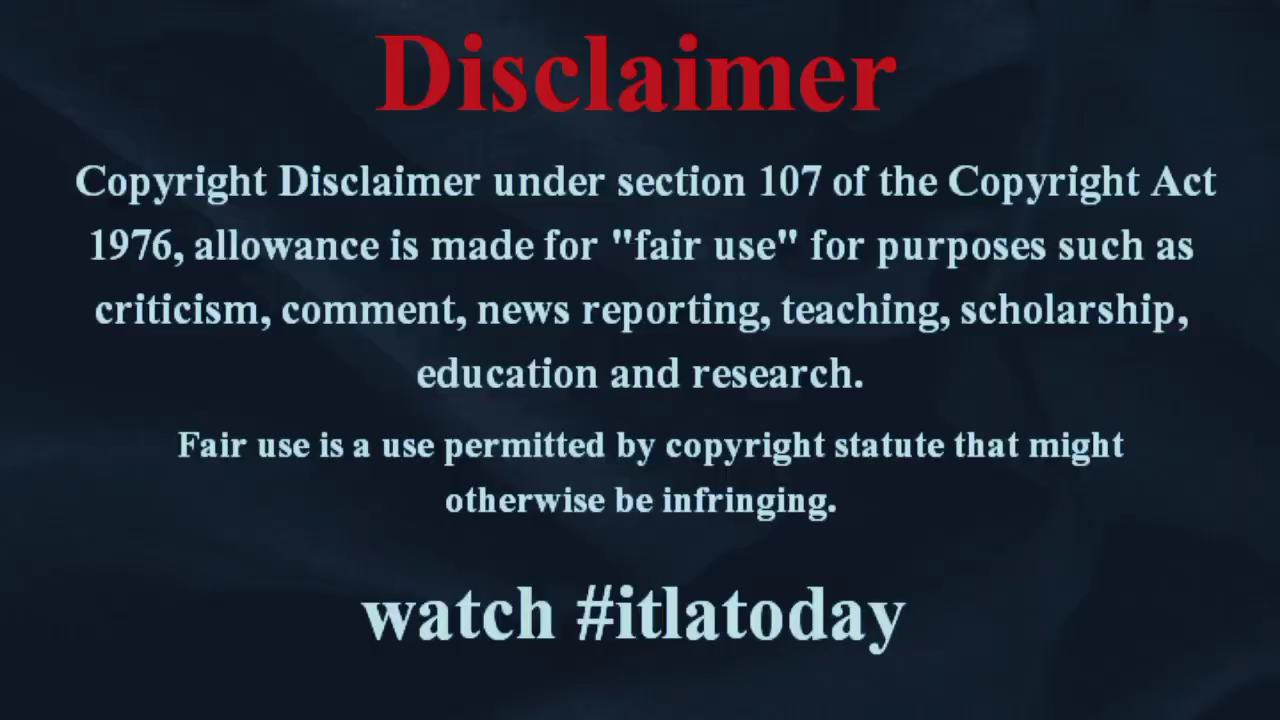 Disclaimer
Copyright Disclaimer under section 107 of the Copyright Act
1976, allowance is made for "fair use" for purposes such as
criticism, comment, news reporting, teaching, scholarship,
education and research.
Fair use is a use permitted by copyright statute that might
otherwise be infringing.
watch #itlatoday